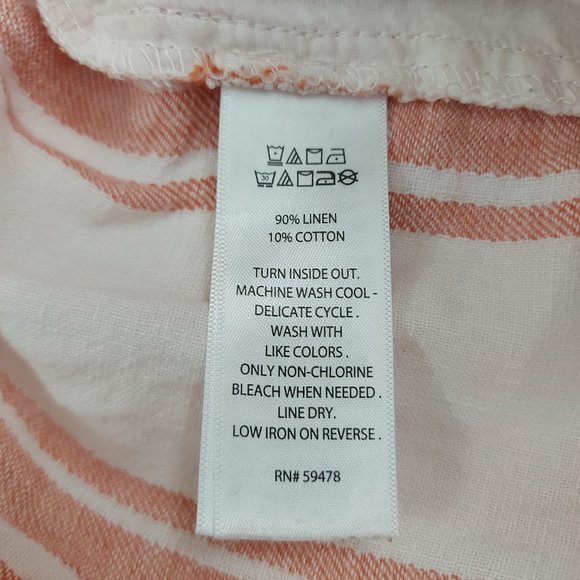 30
90% LINEN
10% COTTON
TURN INSIDE OUT.
MACHINE WASH COOL -
DELICATE CYCLE .
WASH WITH
LIKE COLORS .
ONLY NON-CHLORINE
BLEACH WHEN NEEDED .
LINE DRY.
LOW IRON ON REVERSE .
RN# 59478